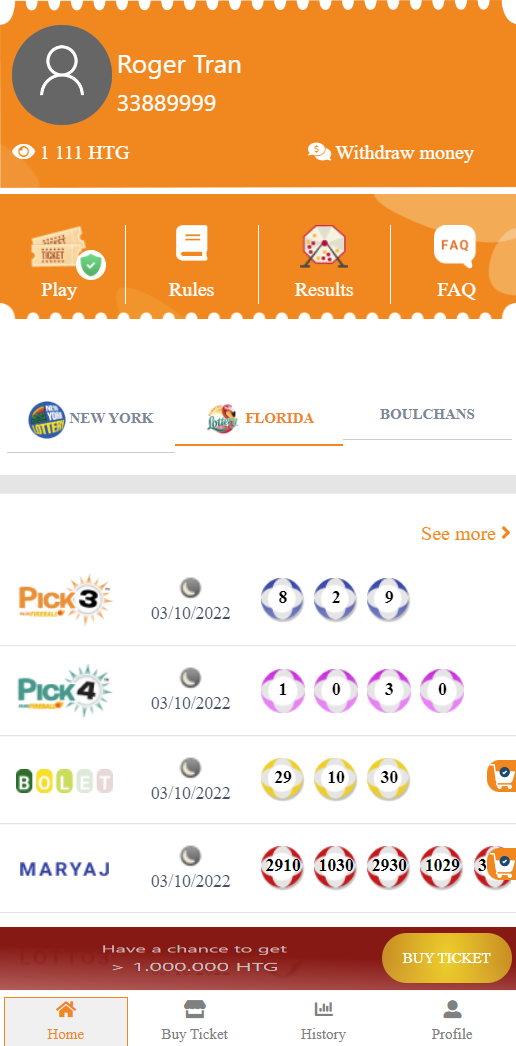 Roger Tran
33889999
1 111 HTG
Withdraw money
TICKET
FAQ
Play
Rules
Results
FAQ
NEW YORK LOTTERY
NEW YORK
Lottery
FLORIDA
BOULCHANS
See more
PICK 3
PLUS FIREBALL
03/10/2022
8 2 9
PICK 4
PLUS FIREBALL
03/10/2022
1 0 3 0
BOLET
03/10/2022
29 10 30
MARYAJ
03/10/2022
2910 1030 2930 1029
LOTTO3
Have a chance to get
> 1.000.000 HTG
BUY TICKET
Home
Buy Ticket
History
Profile